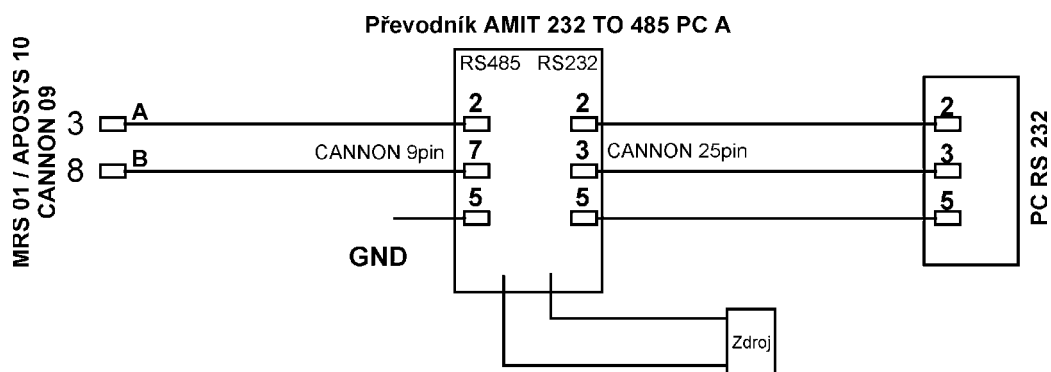 Převodník AMIT 232 TO 485 PC A
MRS 01 / APOSYS 10
CANNON 09
3 A
8 B
RS485 RS232
2 2
CANNON 9pin 7 3 CANNON 25pin
5 5
GND
2
3
5
PC RS 232
Zdroj